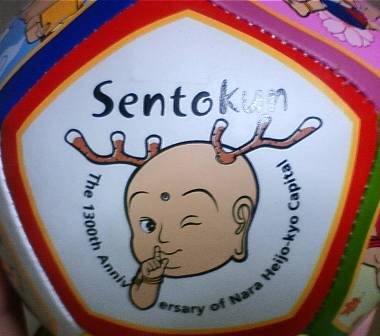 Sentokun
The 1300th Anniversary of Nara Heijo-kyo Capital